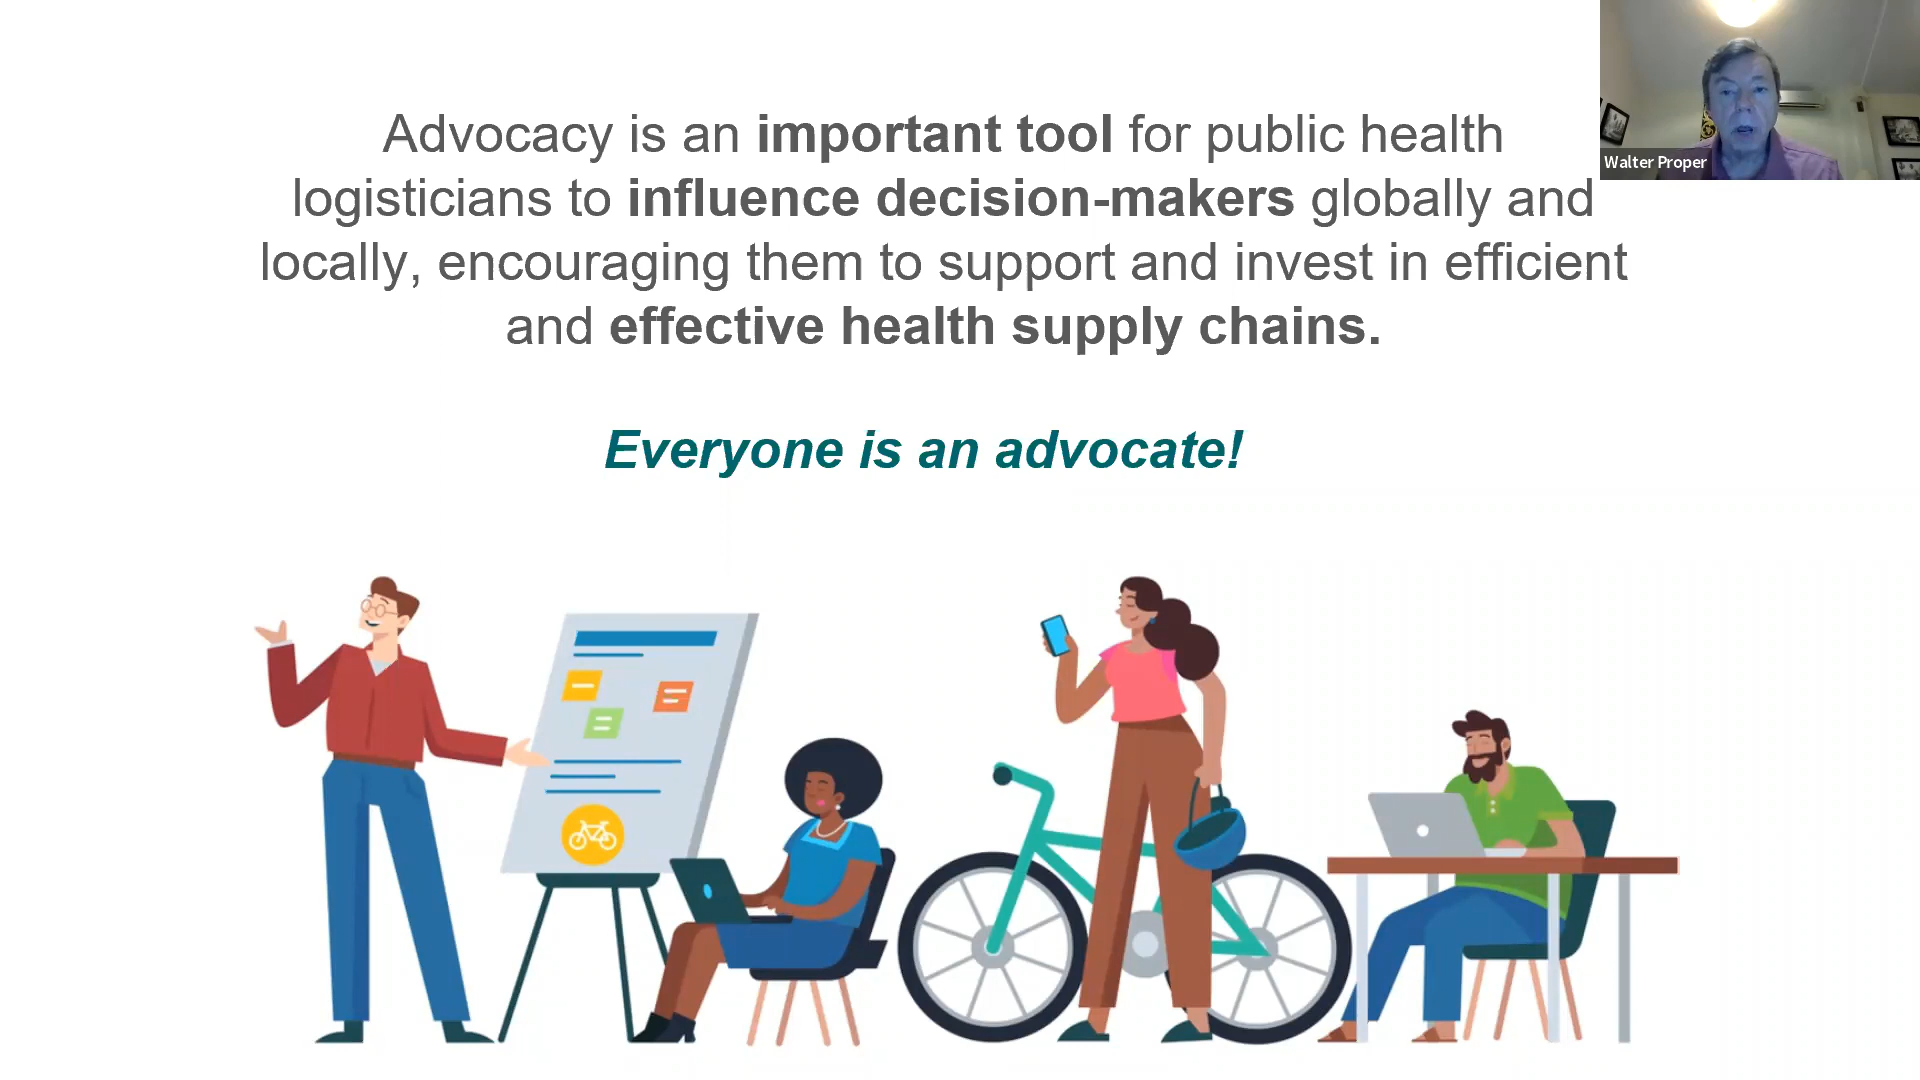 Advocacy is an important tool for public health
logisticians to influence decision-makers globally and
locally, encouraging them to support and invest in efficient
and effective health supply chains.
Everyone is an advocate!
Walter Proper